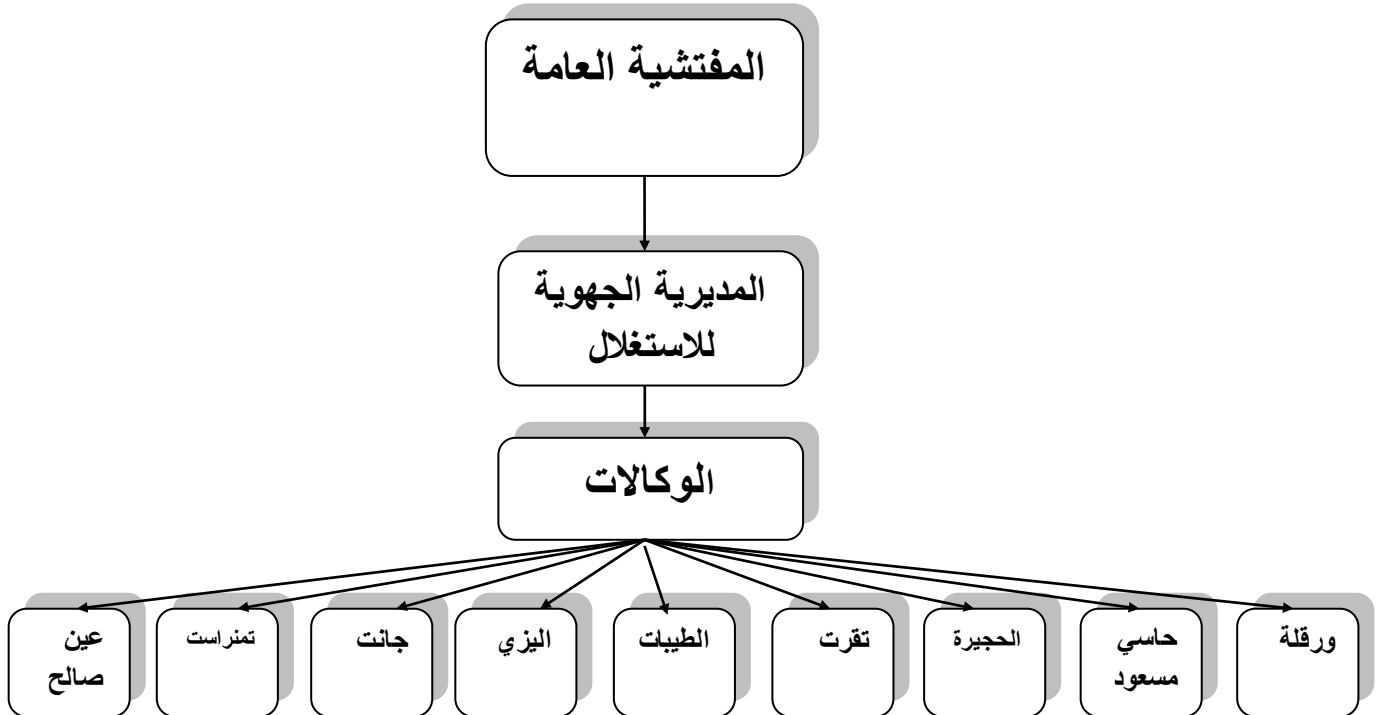 المفتشية العامة
المديرية الجهوية
للاستغلال
الوكالات
ورقلة
حاسي
مسعود
الحجيرة
تقرت
الطيبات
اليزي
جانت
تمنراست
عين
صالح